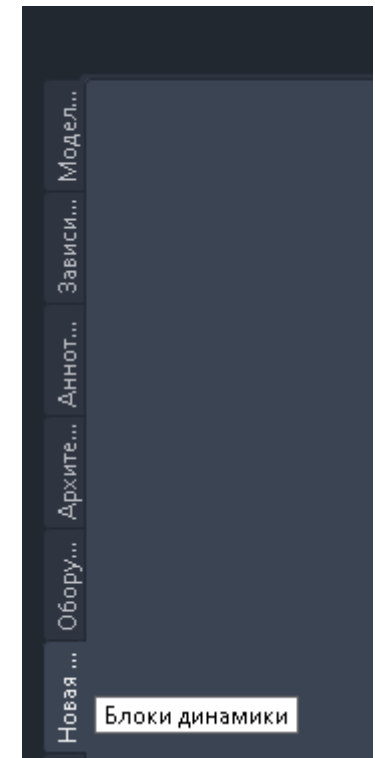 Модел...
Зависи...
Аннот...
Архите...
Обору...
Новая ...
Блоки динамики